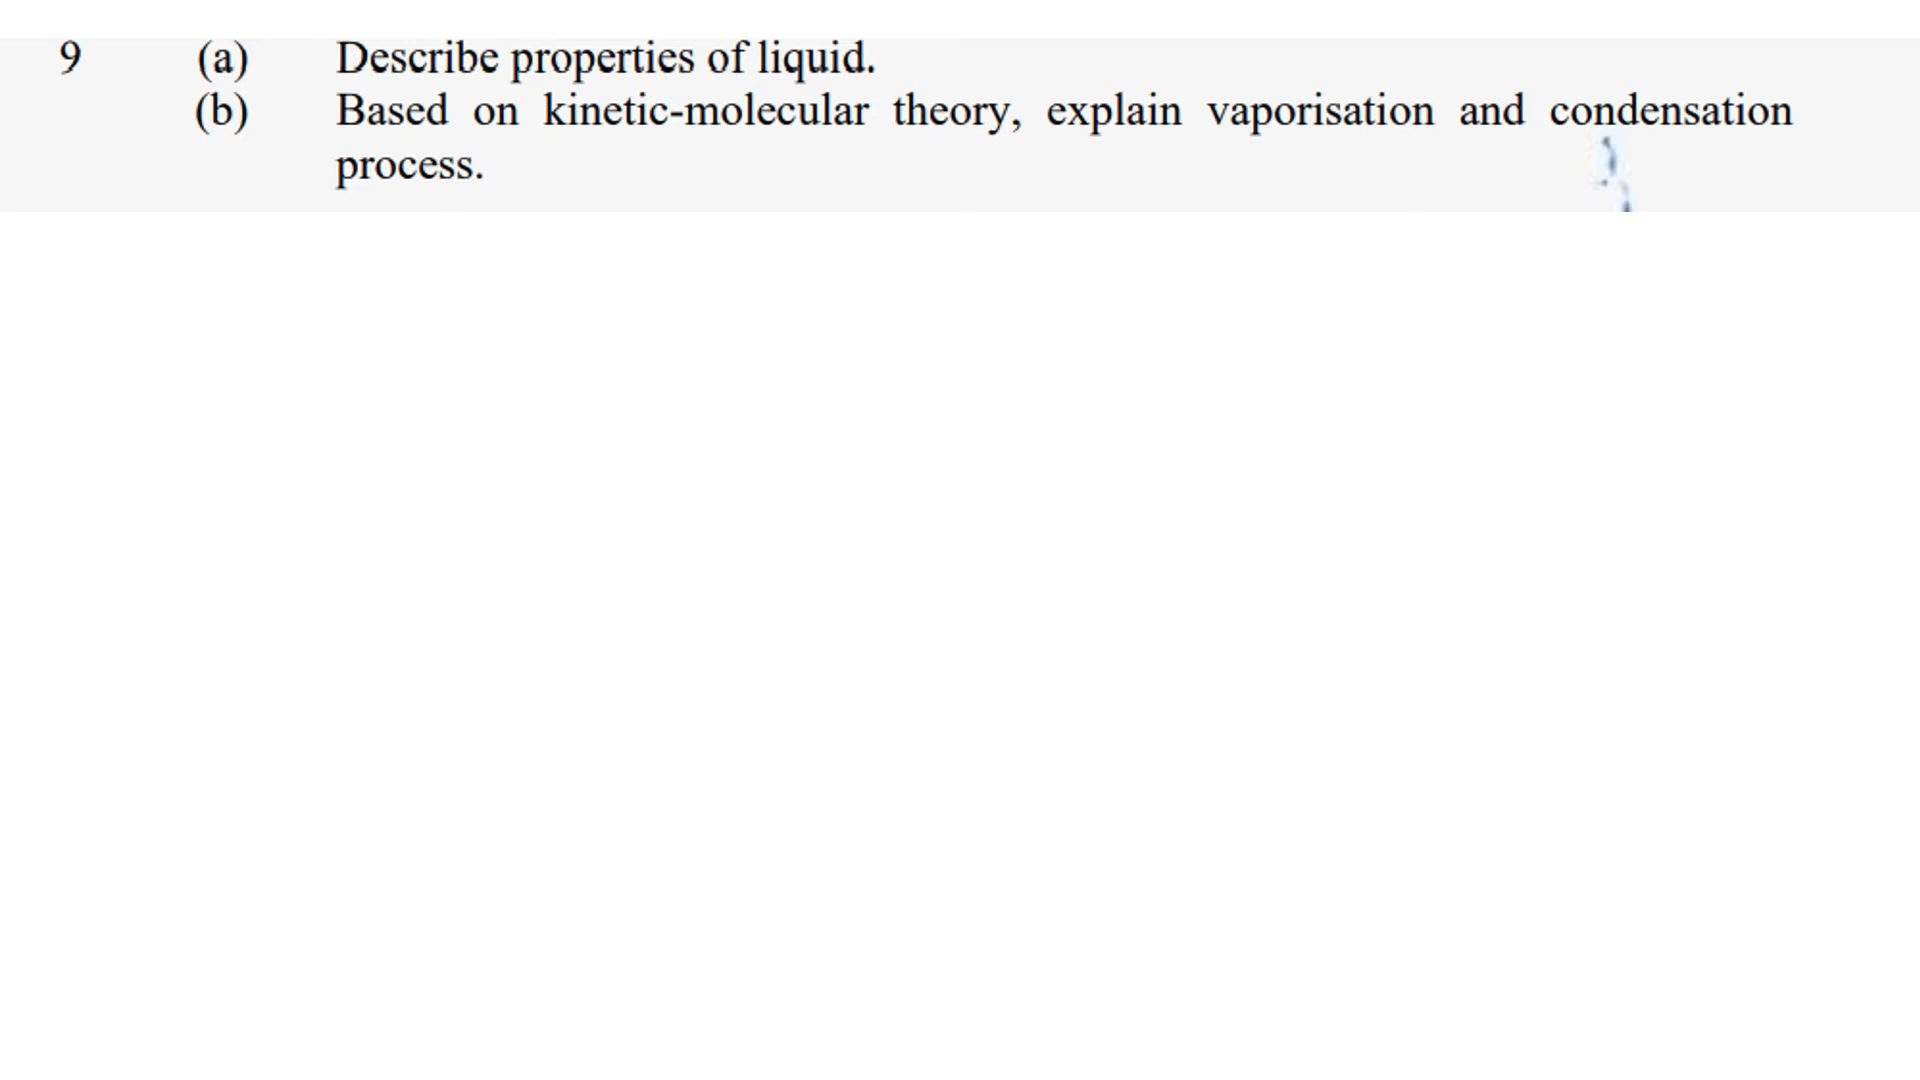 9 (a) Describe properties of liquid.
(b) Based on kinetic-molecular theory, explain vaporisation and condensation
process.